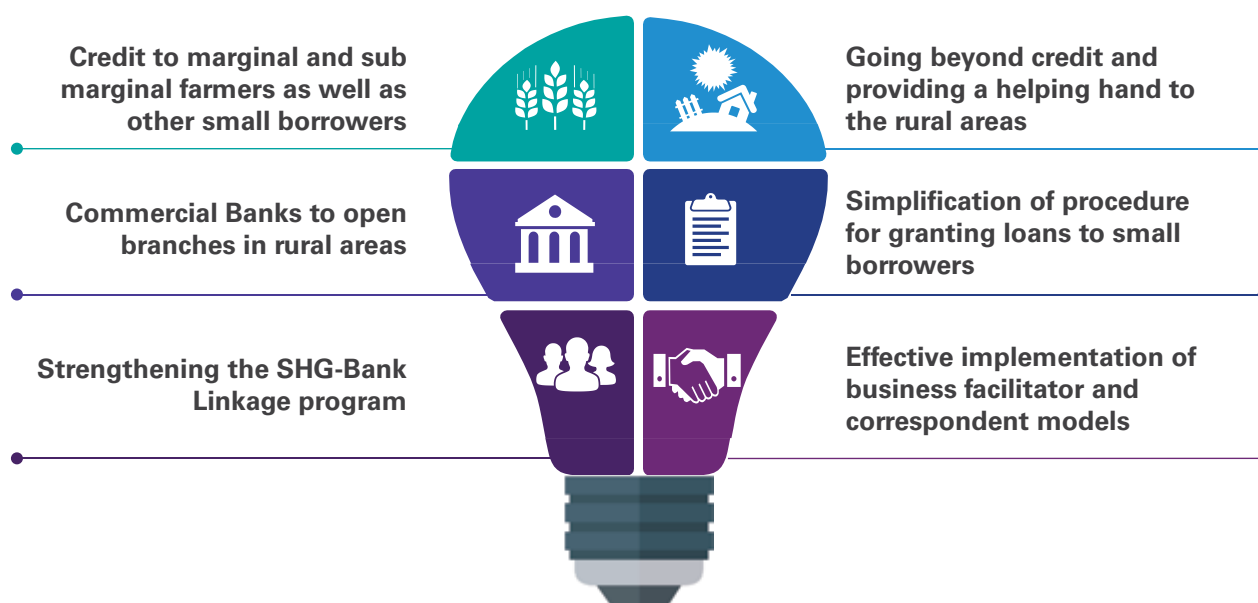 Credit to marginal and sub
marginal farmers as well as
other small borrowers
Going beyond credit and
providing a helping hand to
the rural areas
Commercial Banks to open
branches in rural areas
Simplification of procedure
for granting loans to small
borrowers
Strengthening the SHG-Bank
Linkage program
Effective implementation of
business facilitator and
correspondent models